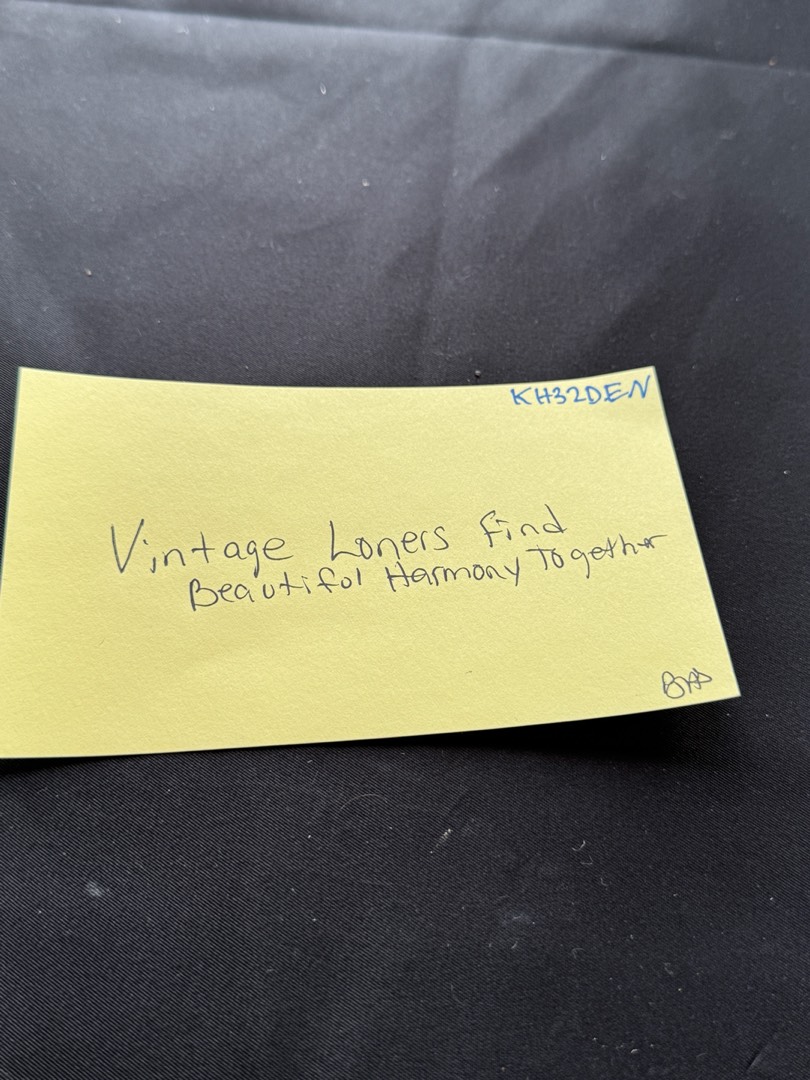 KH32DEN
Vintage Loners find
Beautiful Harmony Together